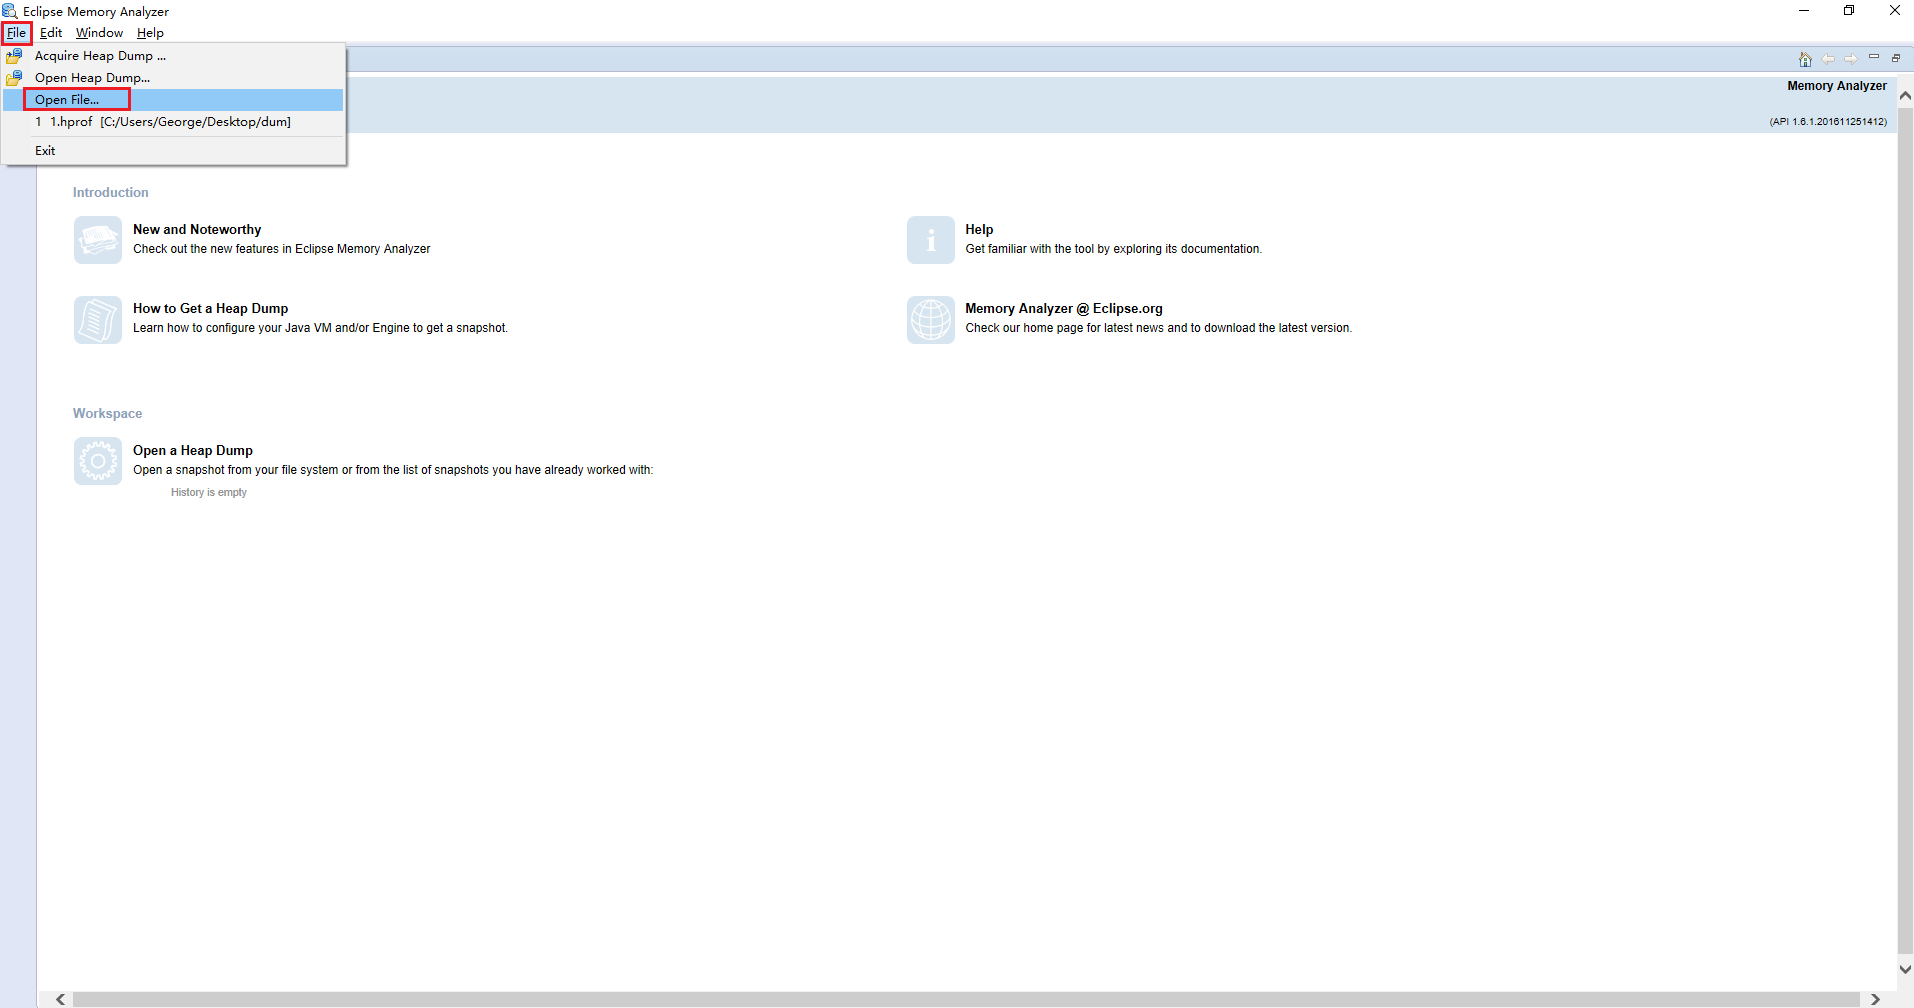 Eclipse Memory Analyzer
File Edit Window Help
Acquire Heap Dump ...
Open Heap Dump...
Open File...
1 1.hprof [C:/Users/George/Desktop/dum]
Exit
Memory Analyzer
(API 1.6.1.201611251412)
Introduction
New and Noteworthy
Check out the new features in Eclipse Memory Analyzer
Help
Get familiar with the tool by exploring its documentation.
How to Get a Heap Dump
Learn how to configure your Java VM and/or Engine to get a snapshot.
Memory Analyzer @ Eclipse.org
Check our home page for latest news and to download the latest version.
Workspace
Open a Heap Dump
Open a snapshot from your file system or from the list of snapshots you have already worked with:
History is empty